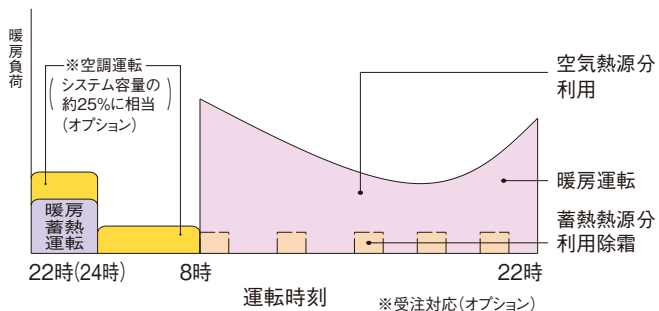 暖房負荷
※空調運転
システム容量の
約25%に相当
(オプション)
空気熱源分
利用
暖房運転
蓄熱熱源分
利用除霜
暖房
蓄熱
運転
22時(24時)
8時
22時
運転時刻
※受注対応(オプション)